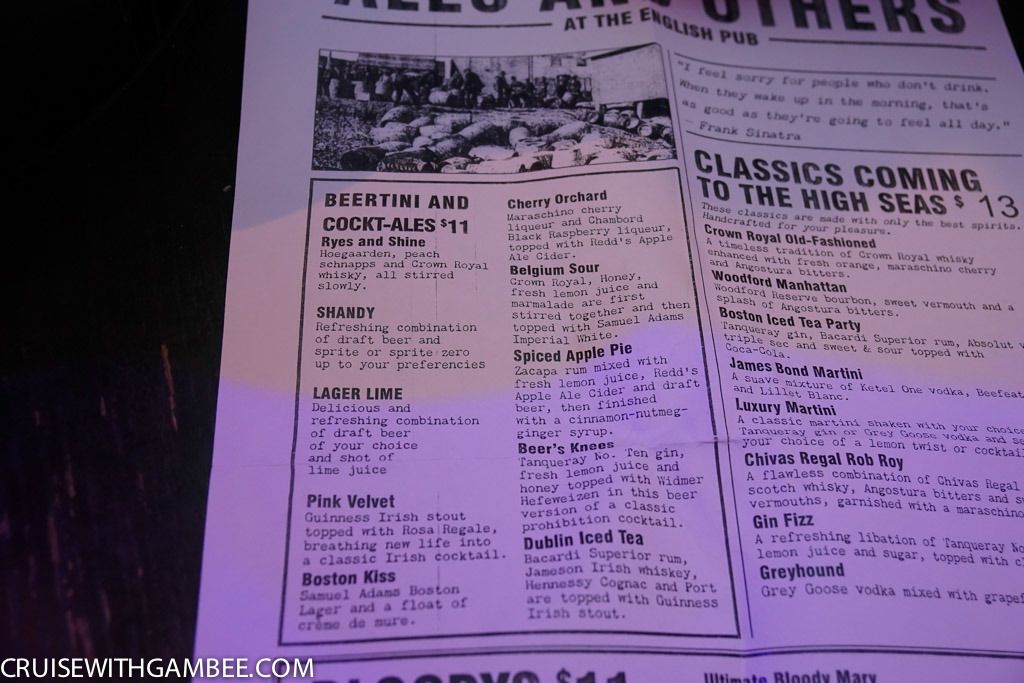 ALES AND OTHERS
AT THE ENGLISH PUB
"I feel sorry for people who don't drink.
When they wake up in the morning, that's
as good as they're going to feel all day."
- Frank Sinatra
BEERTINI AND
COCKT-ALES $11
Ryes and Shine
Hoegaarden, peach
schnapps and Crown Royal
whisky, all stirred
slowly.
SHANDY
Refreshing combination
of draft beer and
sprite or sprite zero
up to your preferencies
LAGER LIME
Delicious and
refreshing combination
of draft beer
of your choice
and shot of
lime juice
Pink Velvet
Guinness Irish stout
topped with Rosa Regale,
breathing new life into
a classic Irish cocktail.
Boston Kiss
Samuel Adams Boston
Lager and a float of
crème de mure.
Cherry Orchard
Maraschino cherry
liqueur and Chambord
Black Raspberry liqueur,
topped with Redd's Apple
Ale Cider.
Belgium Sour
Crown Royal, Honey,
fresh lemon juice and
marmalade are first
stirred together and then
topped with Samuel Adams
Imperial White.
Spiced Apple Pie
Zacapa rum mixed with
fresh lemon juice, Redd's
Apple Ale Cider and draft
beer, then finished
with a cinnamon-nutmeg-
ginger syrup.
Beer's Knees
Tanqueray No. Ten gin,
fresh lemon juice and
honey topped with Widmer
Hefeweizen in this beer
version of a classic
prohibition cocktail.
Dublin Iced Tea
Bacardi Superior rum,
Jameson Irish whiskey,
Hennessy Cognac and Port
are topped with Guinness
Irish stout.
CLASSICS COMING
TO THE HIGH SEAS $ 13
These classics are made with only the best spirits.
Handcrafted for your pleasure.
Crown Royal Old-Fashioned
A timeless tradition of Crown Royal whisky
enhanced with fresh orange, maraschino cherry
and Angostura bitters.
Woodford Manhattan
Woodford Reserve bourbon, sweet vermouth and a
splash of Angostura bitters.
Boston Iced Tea Party
Tanqueray gin, Bacardi Superior rum, Absolut
triple sec and sweet & sour topped with
Coca-Cola.
James Bond Martini
A suave mixture of Ketel One vodka, Beefeat
and Lillet Blanc.
Luxury Martini
A classic martini shaken with your choice
Tanqueray gin or Grey Goose vodka and se
your choice of a lemon twist or cocktai
Chivas Regal Rob Roy
A flawless combination of Chivas Regal
scotch whisky, Angostura bitters and sw
vermouths, garnished with a maraschino
Gin Fizz
A refreshing libation of Tanqueray No
lemon juice and sugar, topped with cl
Greyhound
Grey Goose vodka mixed with grapef
BLOODYS $11
Ultimate Bloody Mary
CRUISEWITHGAMBEE.COM